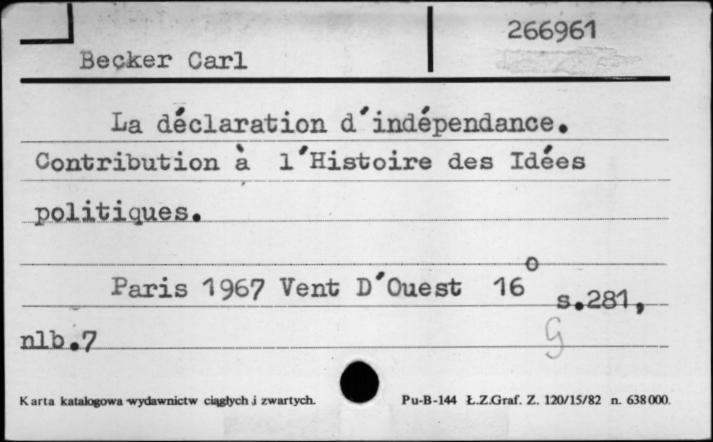 266961
Becker Carl
La déclaration d'indépendance.
Contribution à l'Histoire des Idées
politiques.
Paris 1967 Vent D'Ouest 16° s.281,
nlb.7
G
Karta katalogowa wydawnictw ciągłych i zwartych. Pu-B-144 Ł.Z.Graf. Z. 120/15/82 n. 638000.